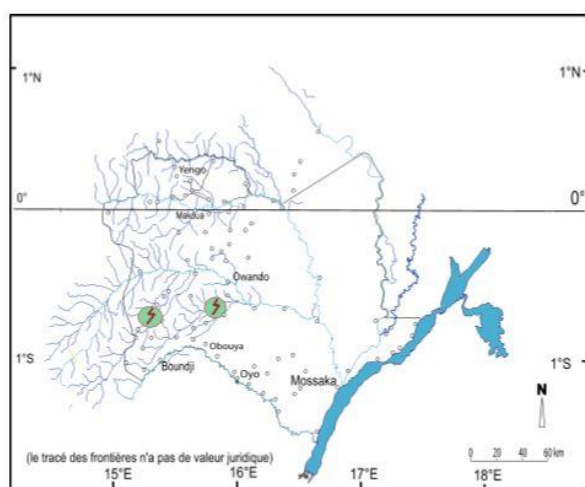 1°N
1°N
Yengo
0°
0°
Makoua
Owando
Obouya
1°S
Boundji
Oyo
Mossaka
1°S
N
(le tracé des frontières n'a pas de valeur juridique)
0 20 60 km
15°E 16°E 17°E 18°E